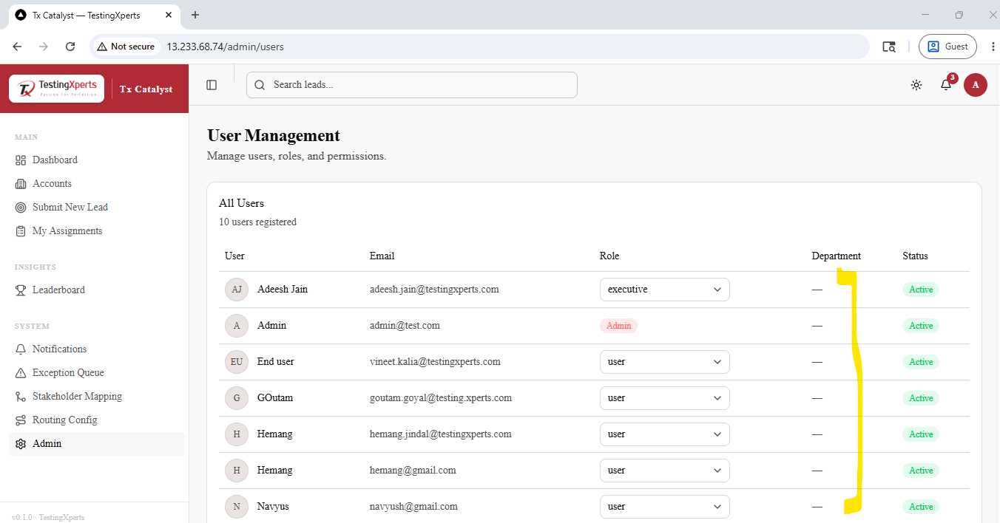 Tx Catalyst — TestingXperts
Not secure 13.233.68.74/admin/users Guest
TestingXperts
Passion For Perfection
Tx Catalyst
Search leads...
3
A
MAIN
Dashboard
Accounts
Submit New Lead
My Assignments
INSIGHTS
Leaderboard
SYSTEM
Notifications
Exception Queue
Stakeholder Mapping
Routing Config
Admin
v0.1.0 · TestingXperts
User Management
Manage users, roles, and permissions.
All Users
10 users registered
User Email Role Department Status
AJ Adeesh Jain adeesh.jain@testingxperts.com executive — Active
A Admin admin@test.com Admin — Active
EU End user vineet.kalia@testingxperts.com user — Active
G GOutam goutam.goyal@testing.xperts.com user — Active
H Hemang hemang.jindal@testingxperts.com user — Active
H Hemang hemang@gmail.com user — Active
N Navyus navyush@gmail.com user — Active